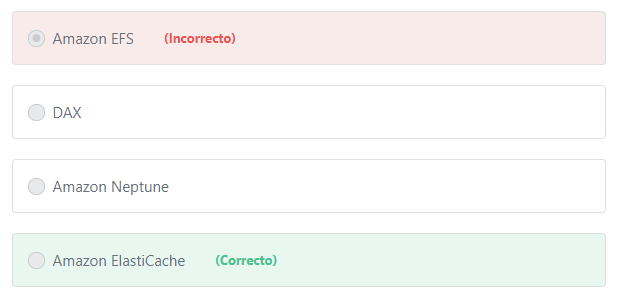 Amazon EFS (Incorrecto)
DAX
Amazon Neptune
Amazon ElastiCache (Correcto)